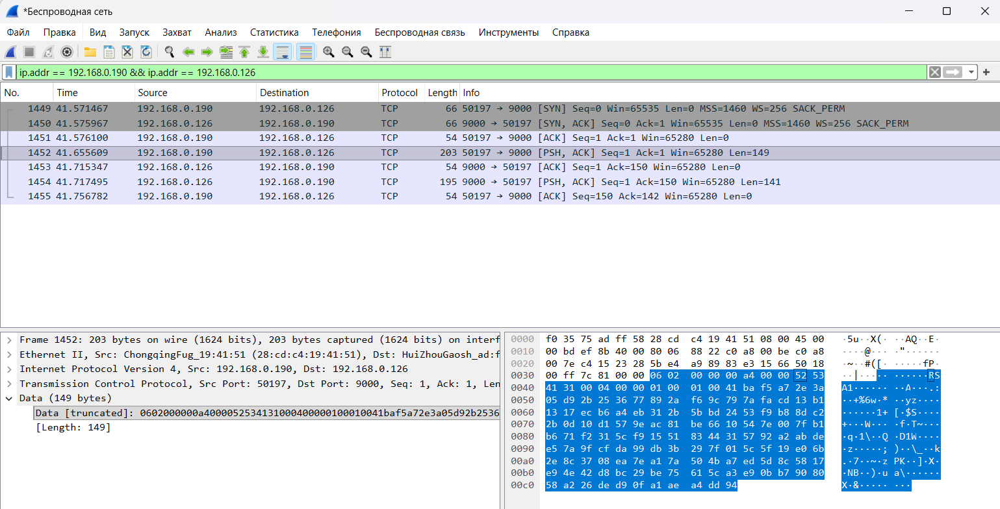 *Беспроводная сеть
Файл Правка Вид Запуск Захват Анализ Статистика Телефония Беспроводная связь Инструменты Справка
ip.addr == 192.168.0.190 && ip.addr == 192.168.0.126
No. Time Source Destination Protocol Length Info
1449 41.571467 192.168.0.190 192.168.0.126 TCP 66 50197 → 9000 [SYN] Seq=0 Win=65535 Len=0 MSS=1460 WS=256 SACK_PERM
1450 41.575967 192.168.0.126 192.168.0.190 TCP 66 9000 → 50197 [SYN, ACK] Seq=0 Ack=1 Win=65535 Len=0 MSS=1460 WS=256 SACK_PERM
1451 41.576100 192.168.0.190 192.168.0.126 TCP 54 50197 → 9000 [ACK] Seq=1 Ack=1 Win=65280 Len=0
1452 41.655609 192.168.0.190 192.168.0.126 TCP 203 50197 → 9000 [PSH, ACK] Seq=1 Ack=1 Win=65280 Len=149
1453 41.715347 192.168.0.126 192.168.0.190 TCP 54 9000 → 50197 [ACK] Seq=1 Ack=150 Win=65280 Len=0
1454 41.717495 192.168.0.126 192.168.0.190 TCP 195 9000 → 50197 [PSH, ACK] Seq=1 Ack=150 Win=65280 Len=141
1455 41.756782 192.168.0.190 192.168.0.126 TCP 54 50197 → 9000 [ACK] Seq=150 Ack=142 Win=65280 Len=0
Frame 1452: 203 bytes on wire (1624 bits), 203 bytes captured (1624 bits) on interf
Ethernet II, Src: ChongqingFug_19:41:51 (28:cd:c4:19:41:51), Dst: HuiZhouGaosh_ad:f
Internet Protocol Version 4, Src: 192.168.0.190, Dst: 192.168.0.126
Transmission Control Protocol, Src Port: 50197, Dst Port: 9000, Seq: 1, Ack: 1, Len
Data (149 bytes)
Data [truncated]: 0602000000a40000525341310004000001000100041baf5a72e3a05d92b2536
[Length: 149]
0000 f0 35 75 ad ff 58 28 cd c4 19 41 51 08 00 45 00 ·5u··X(· ··AQ··E·
0010 00 bd ef 8b 40 00 80 06 88 22 c0 a8 00 be c0 a8 ····@··· ·"······
0020 00 7e c4 15 23 28 5b e4 a9 89 83 e3 15 66 50 18 ·~··#([· ·····fP·
0030 00 ff 7c 81 00 00 06 02 00 00 00 a4 00 00 52 53 ··|····· ······RS
0040 41 31 00 04 00 00 01 00 01 00 41 ba f5 a7 2e 3a A1······ ··A···.:
0050 05 d9 2b 25 36 77 89 2a f6 9c 79 7a fa cd 13 b1 ··+%6w·* ··yz····
0060 13 17 ec b6 a4 eb 31 2b 5b bd 24 53 f9 b8 8d c2 ······1+ [·$S····
0070 2b 0d 10 d1 57 9e ac 81 be 66 10 54 7e 00 7f b1 +···W··· ·f·T~···
0080 b6 71 f2 31 5c f9 15 51 83 44 31 57 92 a2 ab de ·q·1\··Q ·D1W····
0090 e5 7a 9f cf da 99 db 3b 29 7f 01 5c 5f 19 e0 6b ·z·····; )··\_··k
00a0 2e 8c 37 08 ea 7e a1 7a 50 4b a7 ed 5d 8c 58 17 .·7··~·z PK··]·X·
00b0 e9 4e 42 d8 bc 29 be 75 61 5c a3 e9 0b b7 90 80 ·NB··)·u a\······
00c0 58 a2 26 de d9 0f a1 ae a4 dd 94 X·&····· ···